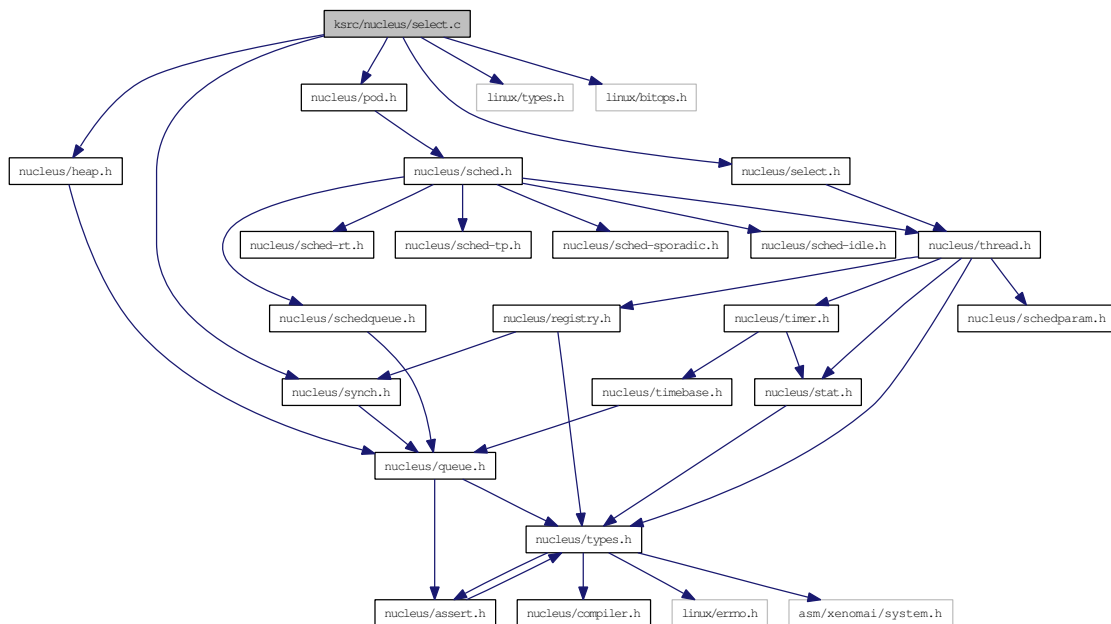 ksrc/nucleus/select.c
nucleus/pod.h
linux/types.h
linux/bitops.h
nucleus/heap.h
nucleus/sched.h
nucleus/select.h
nucleus/sched-rt.h
nucleus/sched-tp.h
nucleus/sched-sporadic.h
nucleus/sched-idle.h
nucleus/thread.h
nucleus/schedqueue.h
nucleus/registry.h
nucleus/timer.h
nucleus/schedparam.h
nucleus/synch.h
nucleus/timebase.h
nucleus/stat.h
nucleus/queue.h
nucleus/types.h
nucleus/assert.h
nucleus/compiler.h
linux/errno.h
asm/xenomai/system.h